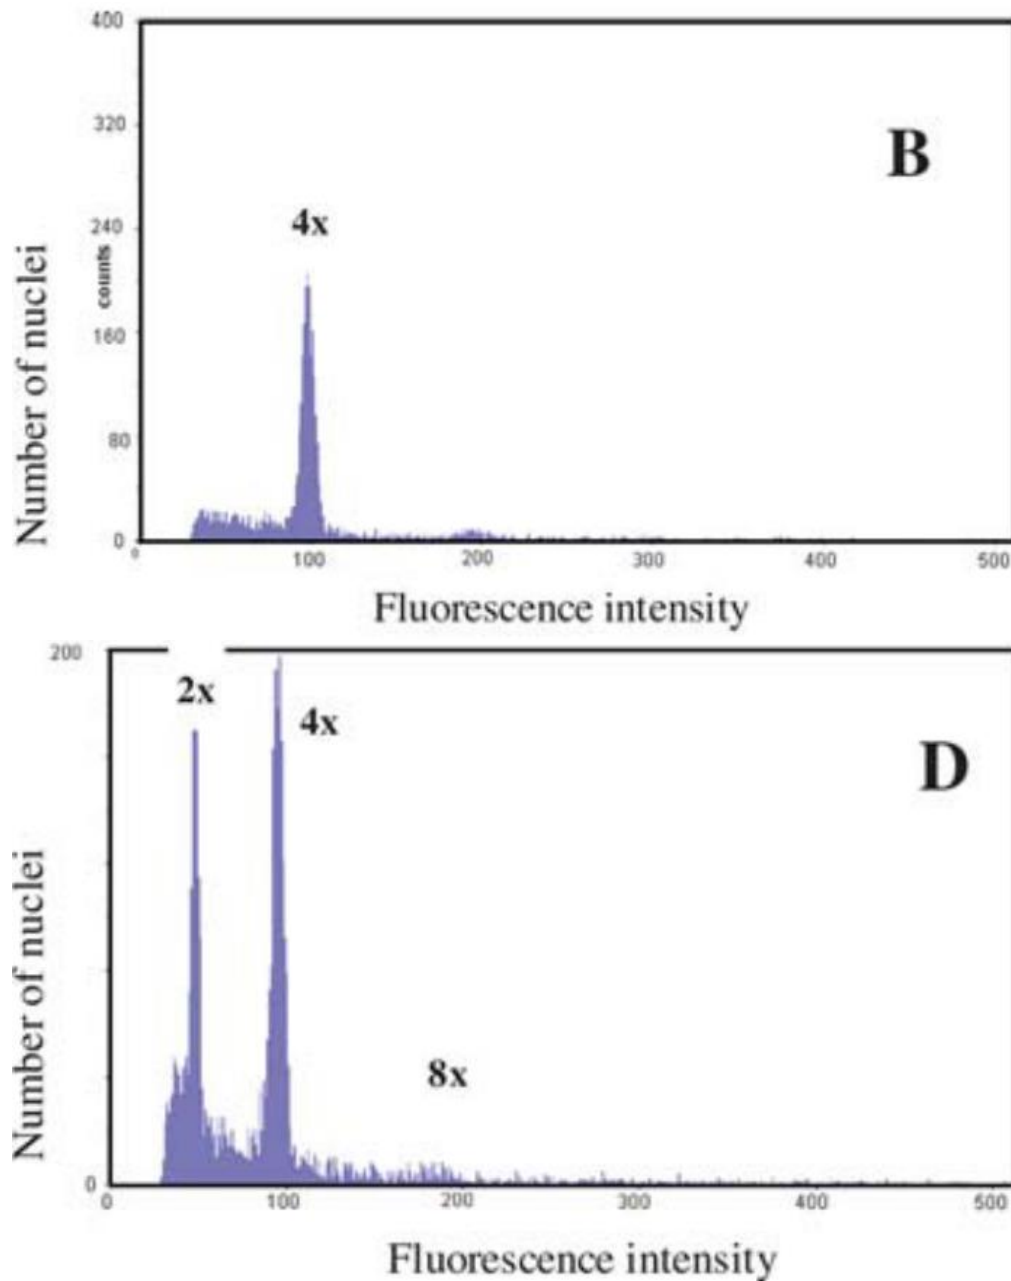 400
320
B
240
4x
counts
Number of nuclei
160
80
0
0 100 200 300 400 500
Fluorescence intensity
200
2x
4x
D
Number of nuclei
8x
0
0 100 200 300 400 500
Fluorescence intensity